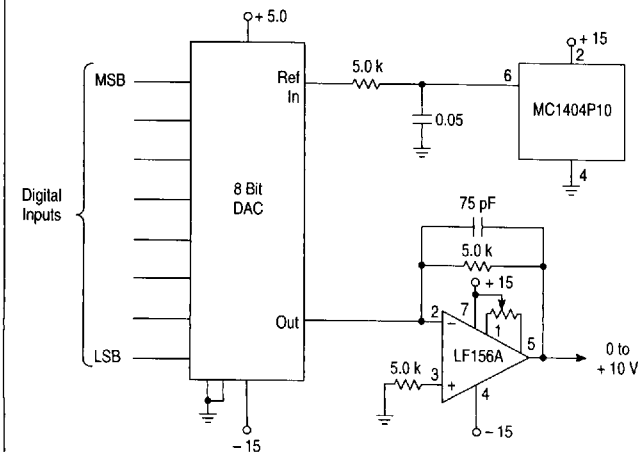 + 5.0
MSB
Ref
In
5.0 k
6
+ 15
2
MC1404P10
4
0.05
Digital
Inputs
8 Bit
DAC
75 pF
5.0 k
+ 15
Out
2
7
1
5
−
LF156A
0 to
+ 10 V
5.0 k
3
+
4
LSB
− 15
− 15